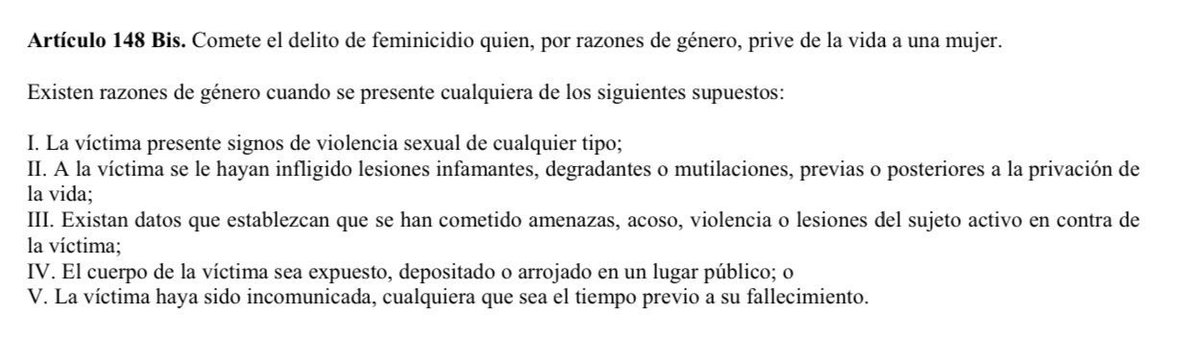 Artículo 148 Bis. Comete el delito de feminicidio quien, por razones de género, prive de la vida a una mujer.
Existen razones de género cuando se presente cualquiera de los siguientes supuestos:
I. La víctima presente signos de violencia sexual de cualquier tipo;
II. A la víctima se le hayan infligido lesiones infamantes, degradantes o mutilaciones, previas o posteriores a la privación de
la vida;
III. Existan datos que establezcan que se han cometido amenazas, acoso, violencia o lesiones del sujeto activo en contra de
la víctima;
IV. El cuerpo de la víctima sea expuesto, depositado o arrojado en un lugar público; o
V. La víctima haya sido incomunicada, cualquiera que sea el tiempo previo a su fallecimiento.